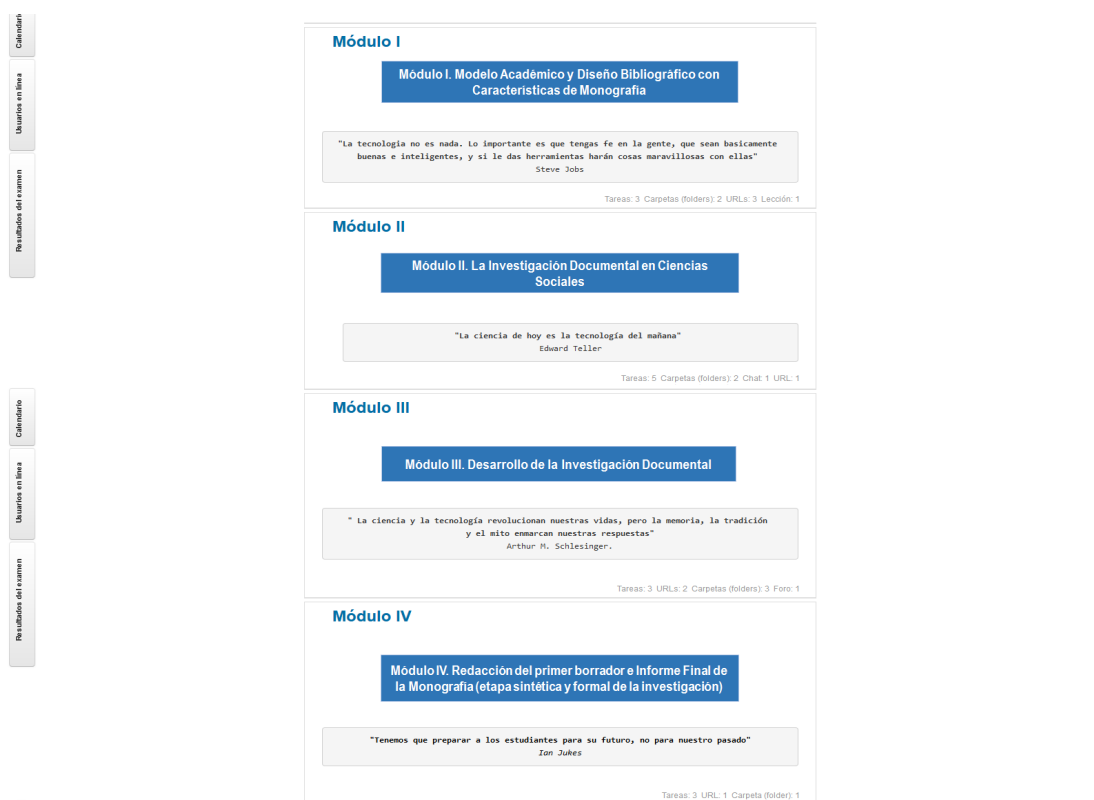 Calendario
Usuarios en línea
Resultados del examen
Módulo I
Módulo I. Modelo Académico y Diseño Bibliográfico con
Características de Monografía
"La tecnologia no es nada. Lo importante es que tengas fe en la gente, que sean basicamente
buenas e inteligentes, y si le das herramientas harán cosas maravillosas con ellas"
Steve Jobs
Tareas: 3 Carpetas (folders): 2 URLs: 3 Lección: 1
Módulo II
Módulo II. La Investigación Documental en Ciencias
Sociales
"La ciencia de hoy es la tecnología del mañana"
Edward Teller
Tareas: 5 Carpetas (folders): 2 Chat: 1 URL: 1
Calendario
Usuarios en línea
Resultados del examen
Módulo III
Módulo III. Desarrollo de la Investigación Documental
" La ciencia y la tecnología revolucionan nuestras vidas, pero la memoria, la tradición
y el mito enmarcan nuestras respuestas"
Arthur M. Schlesinger.
Tareas: 3 URLs: 2 Carpetas (folders): 3 Foro: 1
Módulo IV
Módulo IV. Redacción del primer borrador e Informe Final de
la Monografía (etapa sintética y formal de la investigación)
"Tenemos que preparar a los estudiantes para su futuro, no para nuestro pasado"
Ian Jukes
Tareas: 3 URL: 1 Carpeta (folder): 1